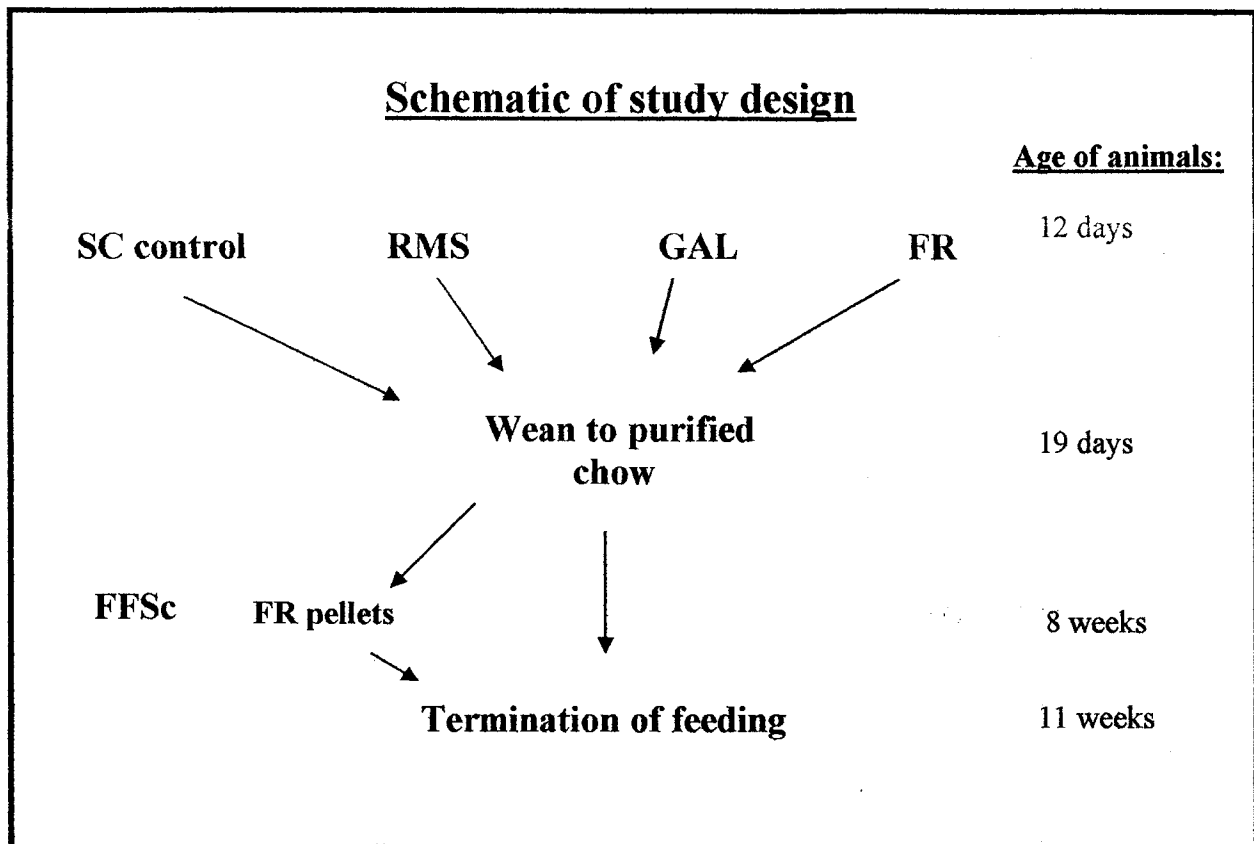 Schematic of study design
Age of animals:
SC control RMS GAL FR 12 days
Wean to purified
chow
19 days
FFSc FR pellets 8 weeks
Termination of feeding 11 weeks